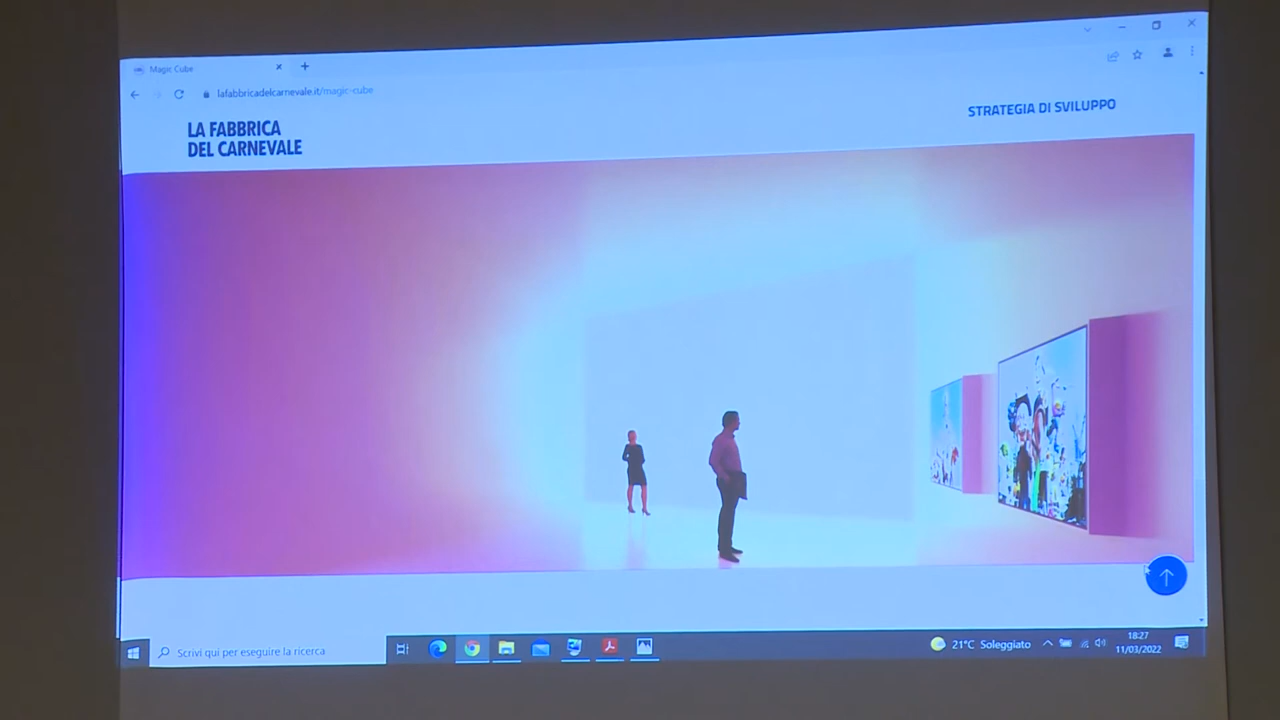 Magic Cube
lafabbricadelcarnevale.it/magic-cube
LA FABBRICA
DEL CARNEVALE
STRATEGIA DI SVILUPPO
Scrivi qui per eseguire la ricerca
21°C Soleggiato
18:27
11/03/2022